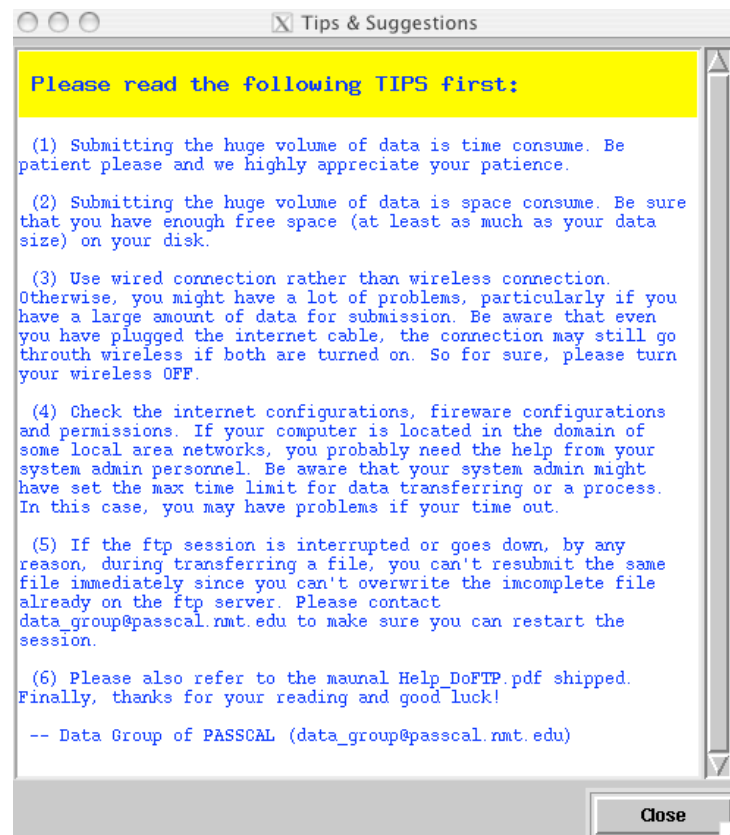 Tips & Suggestions
Please read the following TIPS first:
(1) Submitting the huge volume of data is time consume. Be
patient please and we highly appreciate your patience.
(2) Submitting the huge volume of data is space consume. Be sure
that you have enough free space (at least as much as your data
size) on your disk.
(3) Use wired connection rather than wireless connection.
Otherwise, you might have a lot of problems, particularly if you
have a large amount of data for submission. Be aware that even
you have plugged the internet cable, the connection may still go
throuth wireless if both are turned on. So for sure, please turn
your wireless OFF.
(4) Check the internet configurations, fireware configurations
and permissions. If your computer is located in the domain of
some local area networks, you probably need the help from your
system admin personnel. Be aware that your system admin might
have set the max time limit for data transferring or a process.
In this case, you may have problems if your time out.
(5) If the ftp session is interrupted or goes down, by any
reason, during transferring a file, you can't resubmit the same
file immediately since you can't overwrite the imcomplete file
already on the ftp server. Please contact
data_group@passcal.nmt.edu to make sure you can restart the
session.
(6) Please also refer to the maunal Help_DoFTP.pdf shipped.
Finally, thanks for your reading and good luck!
-- Data Group of PASSCAL (data_group@passcal.nmt.edu)
Close